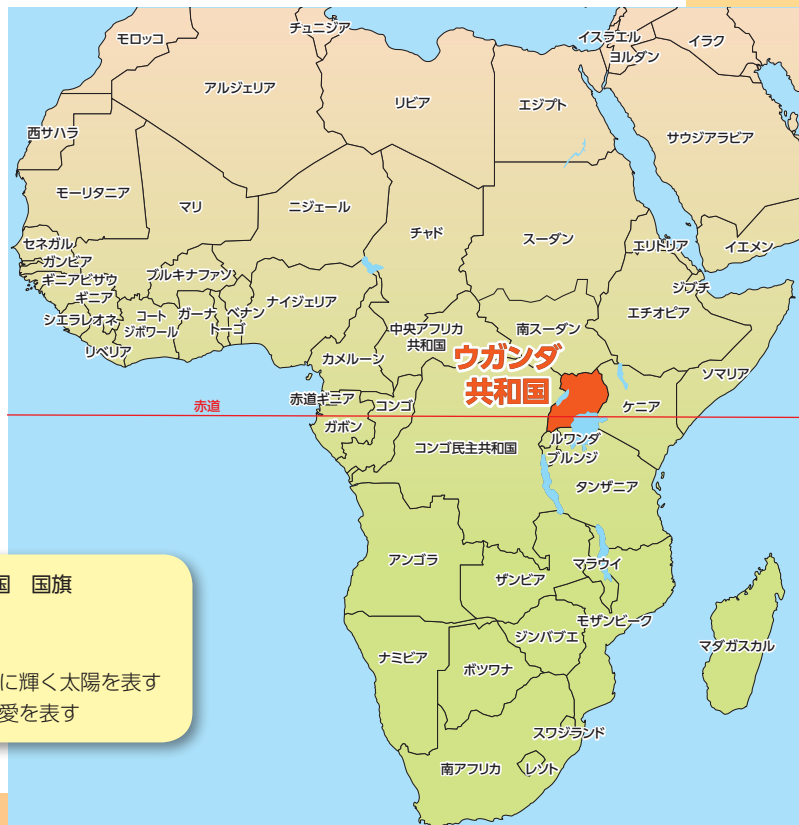 モロッコ
チュニジア
イスラエル
ヨルダン
イラク
アルジェリア
リビア
エジプト
西サハラ
サウジアラビア
モーリタニア
マリ
ニジェール
チャド
スーダン
エリトリア
イエメン
セネガル
ガンビア
ギニアビサウ
ギニア
ブルキナファソ
ジブチ
シエラレオネ
コート
ジボワール
ガーナ
ベナン
トーゴ
ナイジェリア
エチオピア
リベリア
中央アフリカ
共和国
南スーダン
カメルーン
ウガンダ
共和国
ソマリア
赤道ギニア
コンゴ
ケニア
赤道
ガボン
コンゴ民主共和国
ルワンダ
ブルンジ
タンザニア
アンゴラ
ザンビア
マラウイ
モザンビーク
ジンバブエ
マダガスカル
ナミビア
ボツワナ
スワジランド
南アフリカ
レソト
国　国旗
に輝く太陽を表す
愛を表す